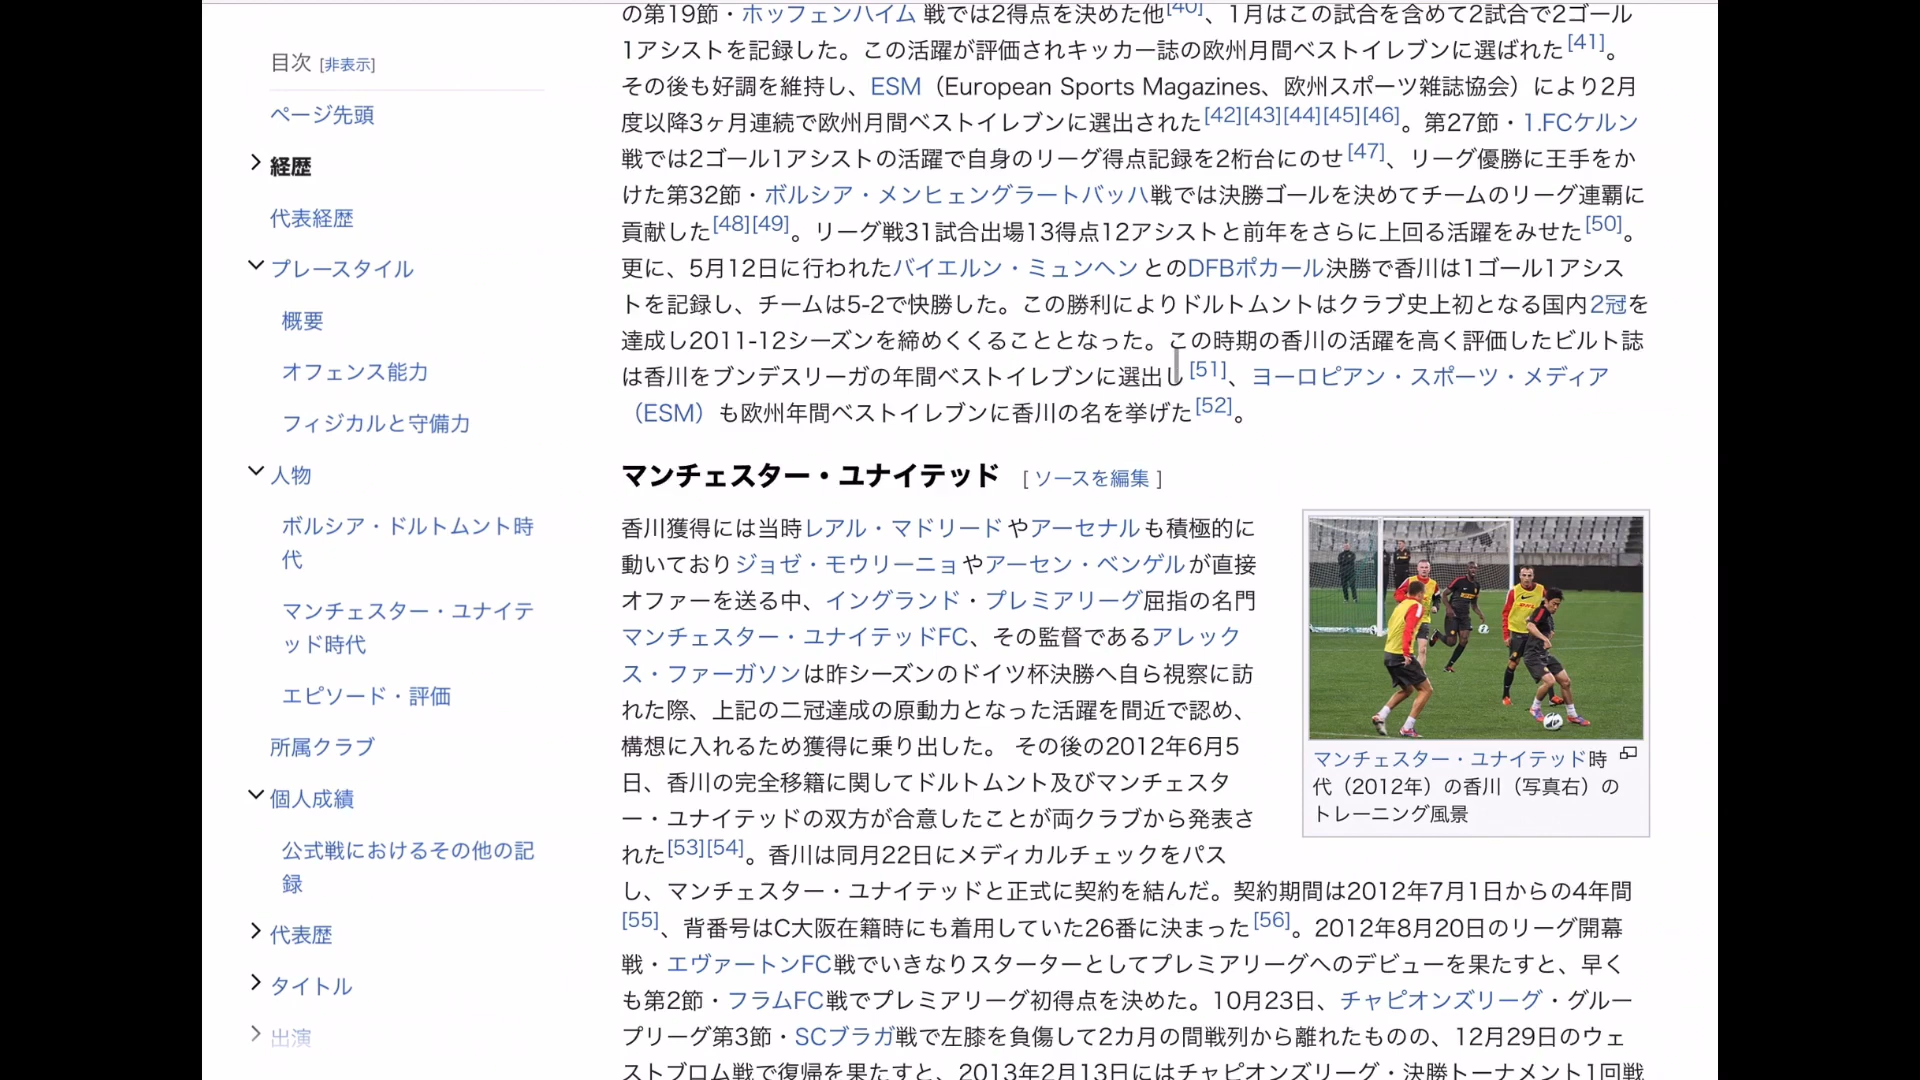 目次 [非表示]
ページ先頭
経歴
代表経歴
プレースタイル
概要
オフェンス能力
フィジカルと守備力
人物
ボルシア・ドルトムント時
代
マンチェスター・ユナイテ
ッド時代
エピソード・評価
所属クラブ
個人成績
公式戦におけるその他の記
録
代表歴
タイトル
出演
の第19節・ホッフェンハイム 戦では2得点を決めた他[40]、1月はこの試合を含めて2試合で2ゴール
1アシストを記録した。この活躍が評価されキッカー誌の欧州月間ベストイレブンに選ばれた[41]。
その後も好調を維持し、ESM（European Sports Magazines、欧州スポーツ雑誌協会）により2月
度以降3ヶ月連続で欧州月間ベストイレブンに選出された[42][43][44][45][46]。第27節・1.FCケルン
戦では2ゴール1アシストの活躍で自身のリーグ得点記録を2桁台にのせ[47]、リーグ優勝に王手をか
けた第32節・ボルシア・メンヒェングラートバッハ戦では決勝ゴールを決めてチームのリーグ連覇に
貢献した[48][49]。リーグ戦31試合出場13得点12アシストと前年をさらに上回る活躍をみせた[50]。
更に、5月12日に行われたバイエルン・ミュンヘン とのDFBポカール決勝で香川は1ゴール1アシス
トを記録し、チームは5-2で快勝した。この勝利によりドルトムントはクラブ史上初となる国内2冠を
達成し2011-12シーズンを締めくくることとなった。この時期の香川の活躍を高く評価したビルト誌
は香川をブンデスリーガの年間ベストイレブンに選出し[51]、ヨーロピアン・スポーツ・メディア
（ESM）も欧州年間ベストイレブンに香川の名を挙げた[52]。
マンチェスター・ユナイテッド [ ソースを編集 ]
香川獲得には当時レアル・マドリード やアーセナル も積極的に
動いておりジョゼ・モウリーニョ やアーセン・ベンゲル が直接
オファーを送る中、イングランド・プレミアリーグ屈指の名門
マンチェスター・ユナイテッドFC、その監督であるアレック
ス・ファーガソンは昨シーズンのドイツ杯決勝へ自ら視察に訪
れた際、上記の二冠達成の原動力となった活躍を間近で認め、
構想に入れるため獲得に乗り出した。 その後の2012年6月5
日、香川の完全移籍に関してドルトムント及びマンチェスタ
ー・ユナイテッドの双方が合意したことが両クラブから発表さ
れた[53][54]。香川は同月22日にメディカルチェックをパス
し、マンチェスター・ユナイテッドと正式に契約を結んだ。契約期間は2012年7月1日からの4年間
[55]、背番号はC大阪在籍時にも着用していた26番に決まった[56]。2012年8月20日のリーグ開幕
戦・エヴァートンFC戦でいきなりスターターとしてプレミアリーグへのデビューを果たすと、早く
も第2節・フラムFC戦でプレミアリーグ初得点を決めた。10月23日、チャピオンズリーグ・グルー
プリーグ第3節・SCブラガ戦で左膝を負傷して2カ月の間戦列から離れたものの、12月29日のウェ
ストブロム戦で復帰を果たすと、2013年2月13日にはチャピオンズリーグ・決勝トーナメント1回戦
マンチェスター・ユナイテッド時
代（2012年）の香川（写真右）の
トレーニング風景